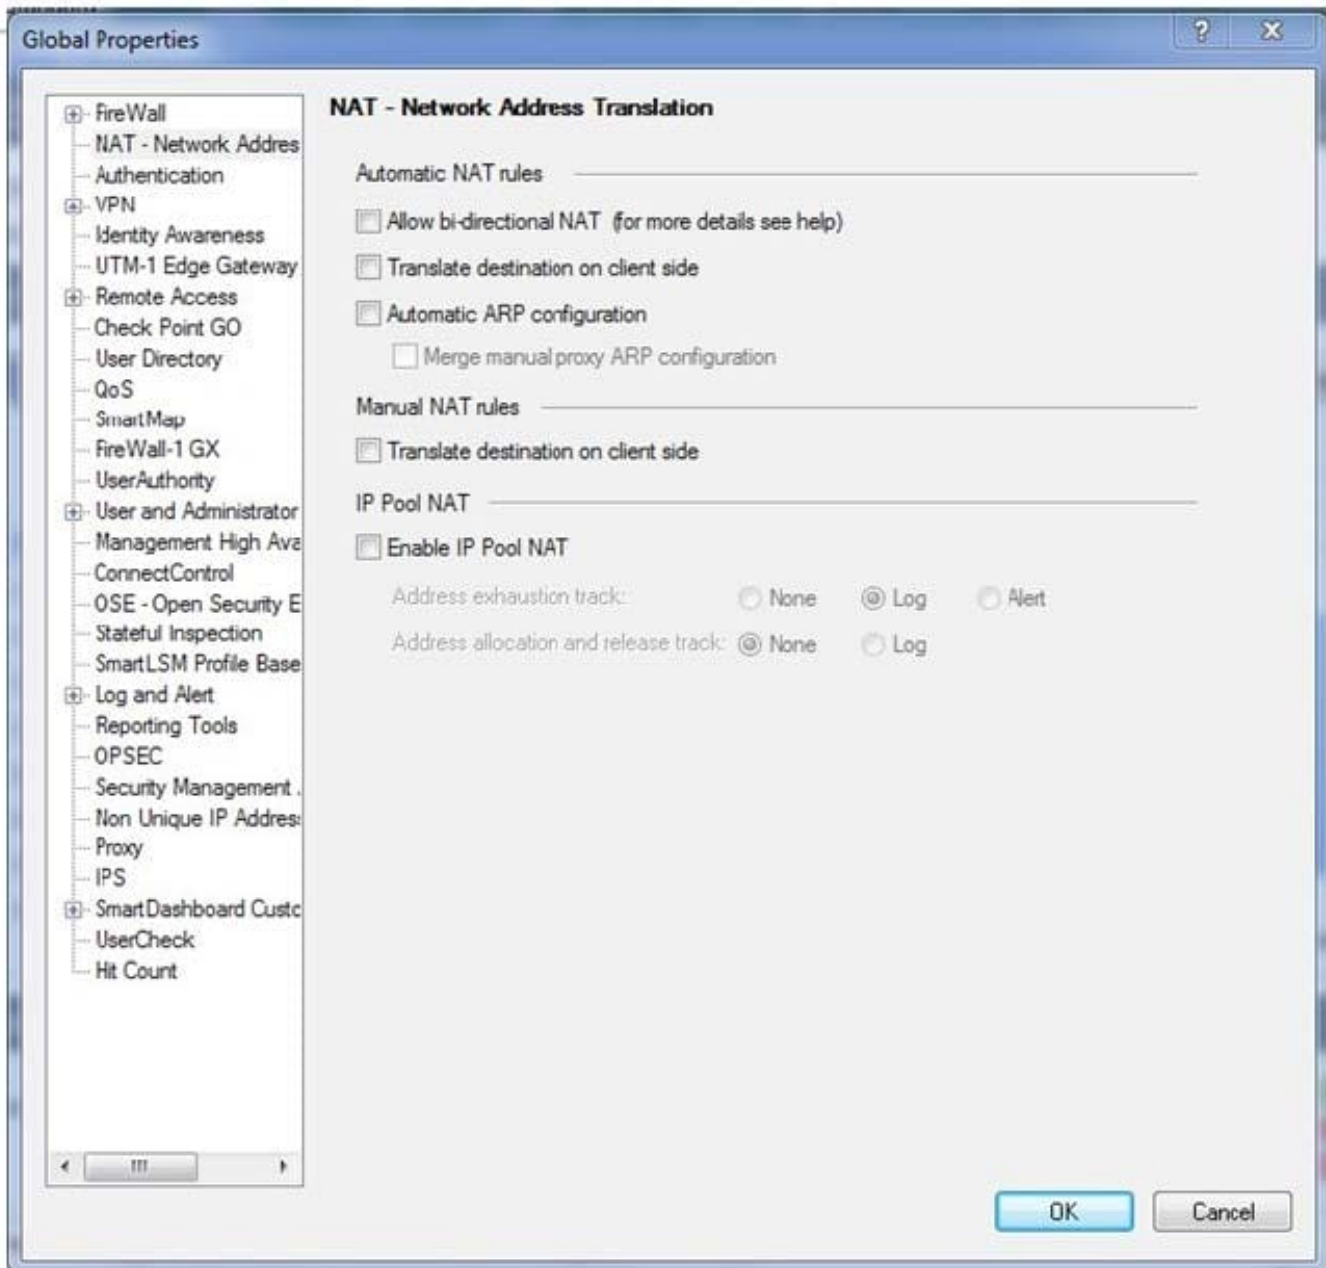 Global Properties
FireWall
NAT - Network Addres
Authentication
VPN
Identity Awareness
UTM-1 Edge Gateway
Remote Access
Check Point GO
User Directory
QoS
SmartMap
FireWall-1 GX
UserAuthority
User and Administrator
Management High Ava
ConnectControl
OSE - Open Security E
Stateful Inspection
SmartLSM Profile Base
Log and Alert
Reporting Tools
OPSEC
Security Management .
Non Unique IP Address
Proxy
IPS
SmartDashboard Custo
UserCheck
Hit Count
NAT - Network Address Translation
Automatic NAT rules
Allow bi-directional NAT (for more details see help)
Translate destination on client side
Automatic ARP configuration
Merge manual proxy ARP configuration
Manual NAT rules
Translate destination on client side
IP Pool NAT
Enable IP Pool NAT
Address exhaustion track: None Log Alert
Address allocation and release track: None Log
OK Cancel